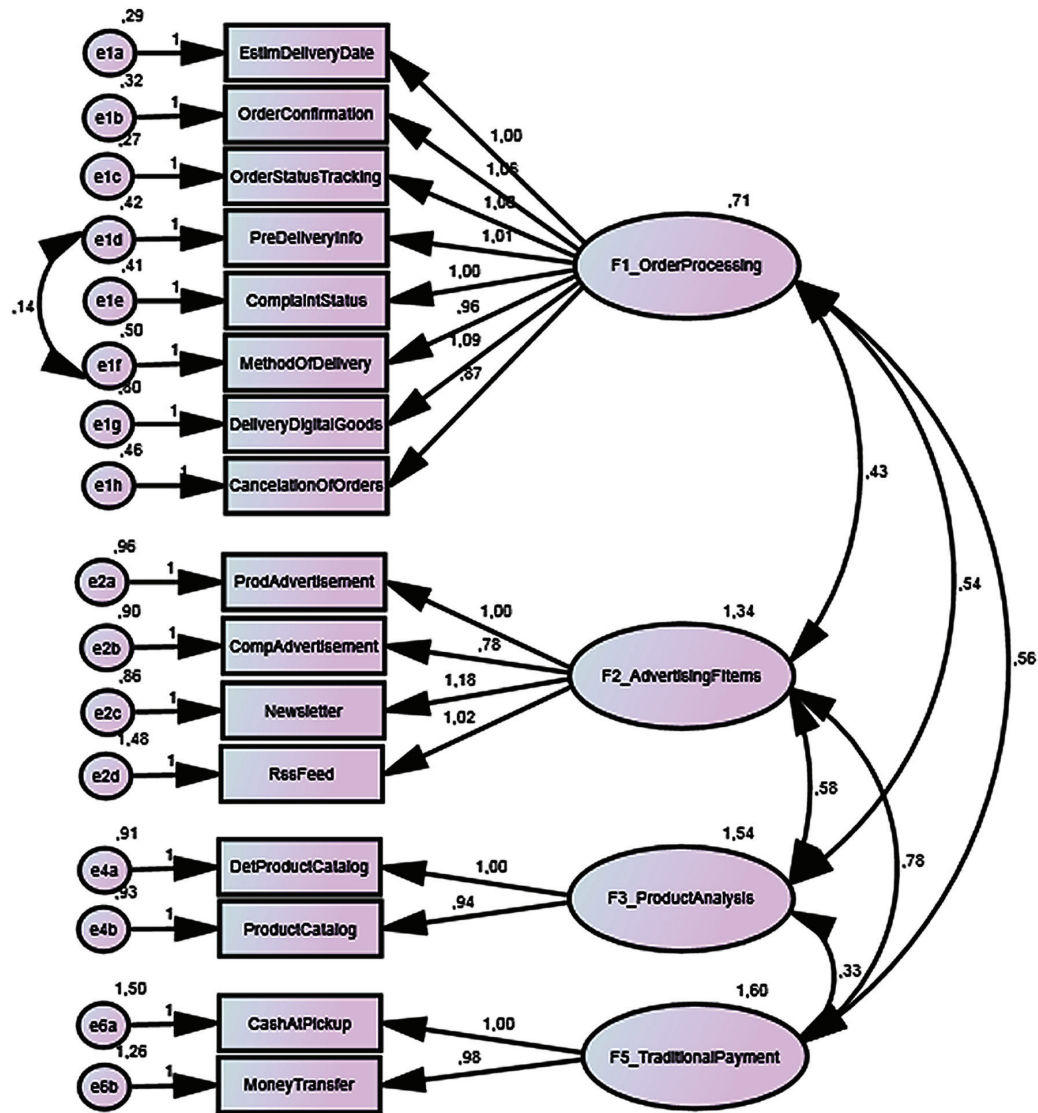 ,29
e1a 1 EstimDeliveryDate
,32
e1b 1 OrderConfirmation
,27
e1c 1 OrderStatusTracking
,42
e1d 1 PreDeliveryInfo
,41
e1e 1 ComplaintStatus
,50
e1f 1 MethodOfDelivery
,60
e1g 1 DeliveryDigitalGoods
,46
e1h 1 CancelationOfOrders
,14
1,00
1,06
1,01
1,00
,96
1,09
,87
,71
F1_OrderProcessing
,43
,54
,56
,96
e2a 1 ProdAdvertisement
,90
e2b 1 CompAdvertisement
,86
e2c 1 Newsletter
1,48
e2d 1 RssFeed
1,00
,78
1,18
1,02
1,34
F2_AdvertisingFItems
,58
,78
,91
e4a 1 DetProductCatalog
,93
e4b 1 ProductCatalog
1,00
,94
1,54
F3_ProductAnalysis
,33
1,50
e6a 1 CashAtPickup
1,26
e6b 1 MoneyTransfer
1,00
,98
1,60
F5_TraditionalPayment